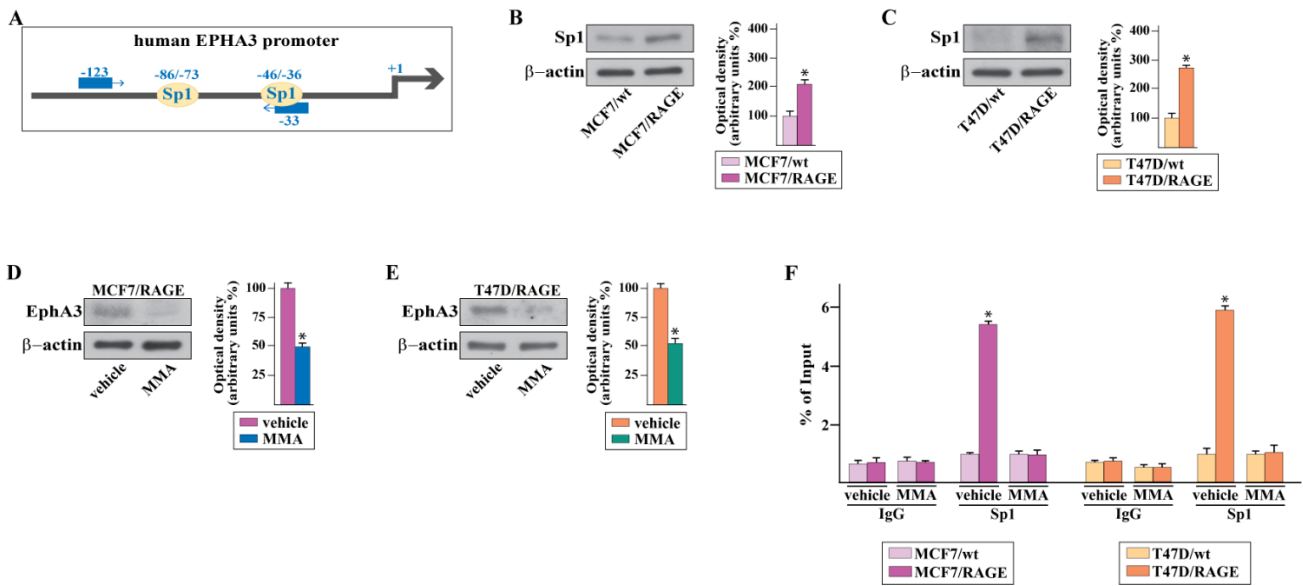 A
human EPHA3 promoter
-123
-86/-73
-46/-36
+1
Sp1
Sp1
-33
B
Sp1
β-actin
MCF7/wt
MCF7/RAGE
Optical density
(arbitrary units %)
400
300
200
100
*
MCF7/wt
MCF7/RAGE
C
Sp1
β-actin
T47D/wt
T47D/RAGE
Optical density
(arbitrary units %)
400
300
200
100
*
T47D/wt
T47D/RAGE
D
MCF7/RAGE
EphA3
β-actin
vehicle
MMA
Optical density
(arbitrary units %)
100
75
50
25
*
vehicle
MMA
E
T47D/RAGE
EphA3
β-actin
vehicle
MMA
Optical density
(arbitrary units %)
100
75
50
25
*
vehicle
MMA
F
% of Input
6
4
2
*
*
vehicle MMA vehicle MMA vehicle MMA vehicle MMA
IgG Sp1 IgG Sp1
MCF7/wt
MCF7/RAGE
T47D/wt
T47D/RAGE